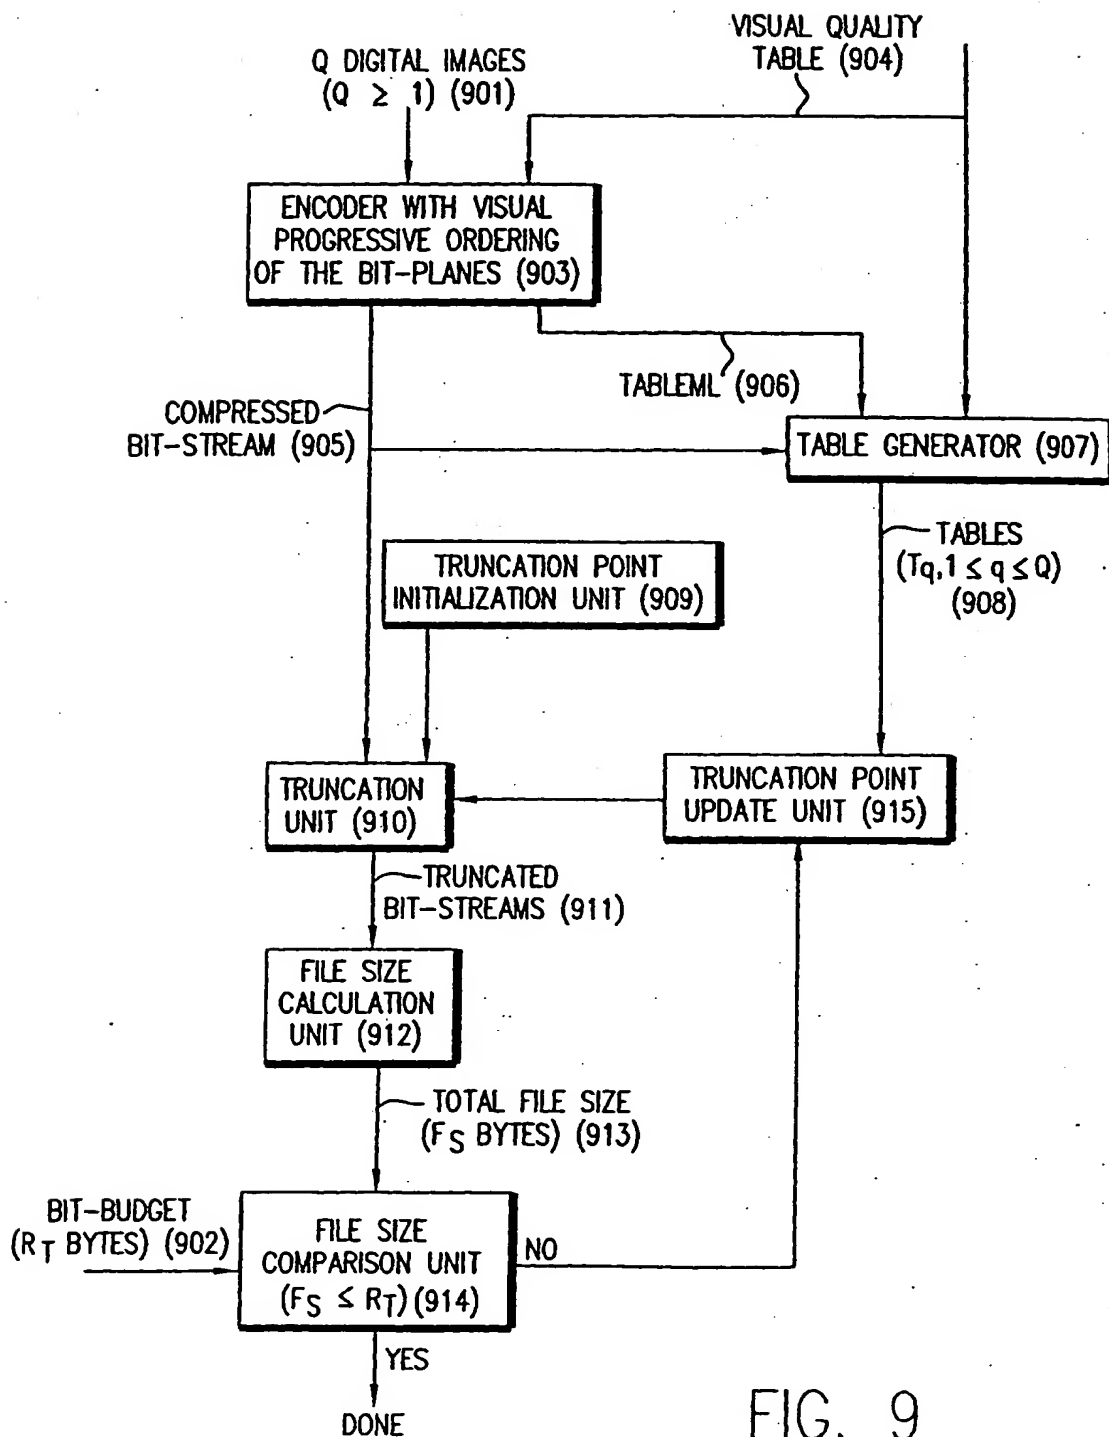 VISUAL QUALITY
TABLE (904)
Q DIGITAL IMAGES
(Q ≥ 1) (901)
ENCODER WITH VISUAL
PROGRESSIVE ORDERING
OF THE BIT-PLANES (903)
TABLEML (906)
COMPRESSED
BIT-STREAM (905)
TABLE GENERATOR (907)
TABLES
(Tq,1 ≤ q ≤ Q)
(908)
TRUNCATION POINT
INITIALIZATION UNIT (909)
TRUNCATION
UNIT (910)
TRUNCATION POINT
UPDATE UNIT (915)
TRUNCATED
BIT-STREAMS (911)
FILE SIZE
CALCULATION
UNIT (912)
TOTAL FILE SIZE
(FS BYTES) (913)
BIT-BUDGET
(RT BYTES) (902)
FILE SIZE
COMPARISON UNIT
(FS ≤ RT) (914)
NO
YES
DONE
FIG. 9